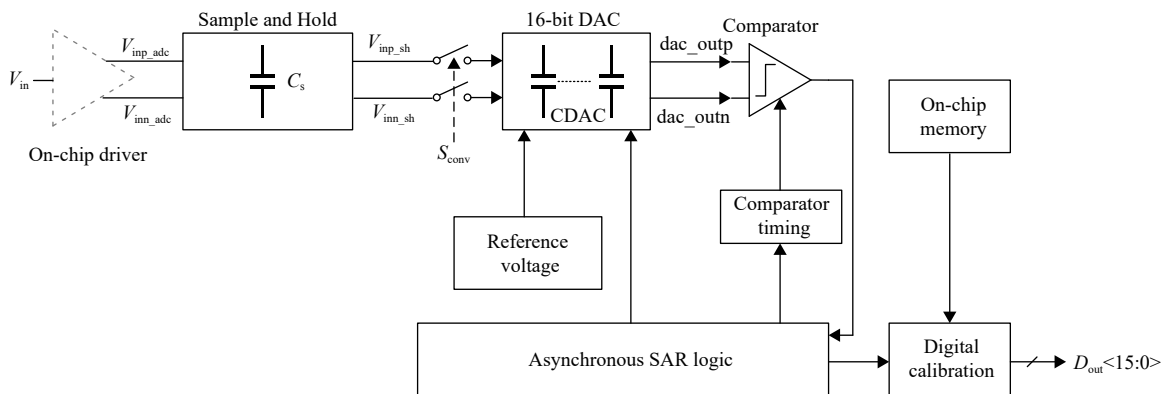 Sample and Hold
16-bit DAC
Comparator
V_inp_adc
V_inp_sh
dac_outp
V_in
C_s
V_inn_adc
V_inn_sh
CDAC
dac_outn
On-chip
memory
On-chip driver
S_conv
Comparator
timing
Reference
voltage
Asynchronous SAR logic
Digital
calibration
D_out<15:0>